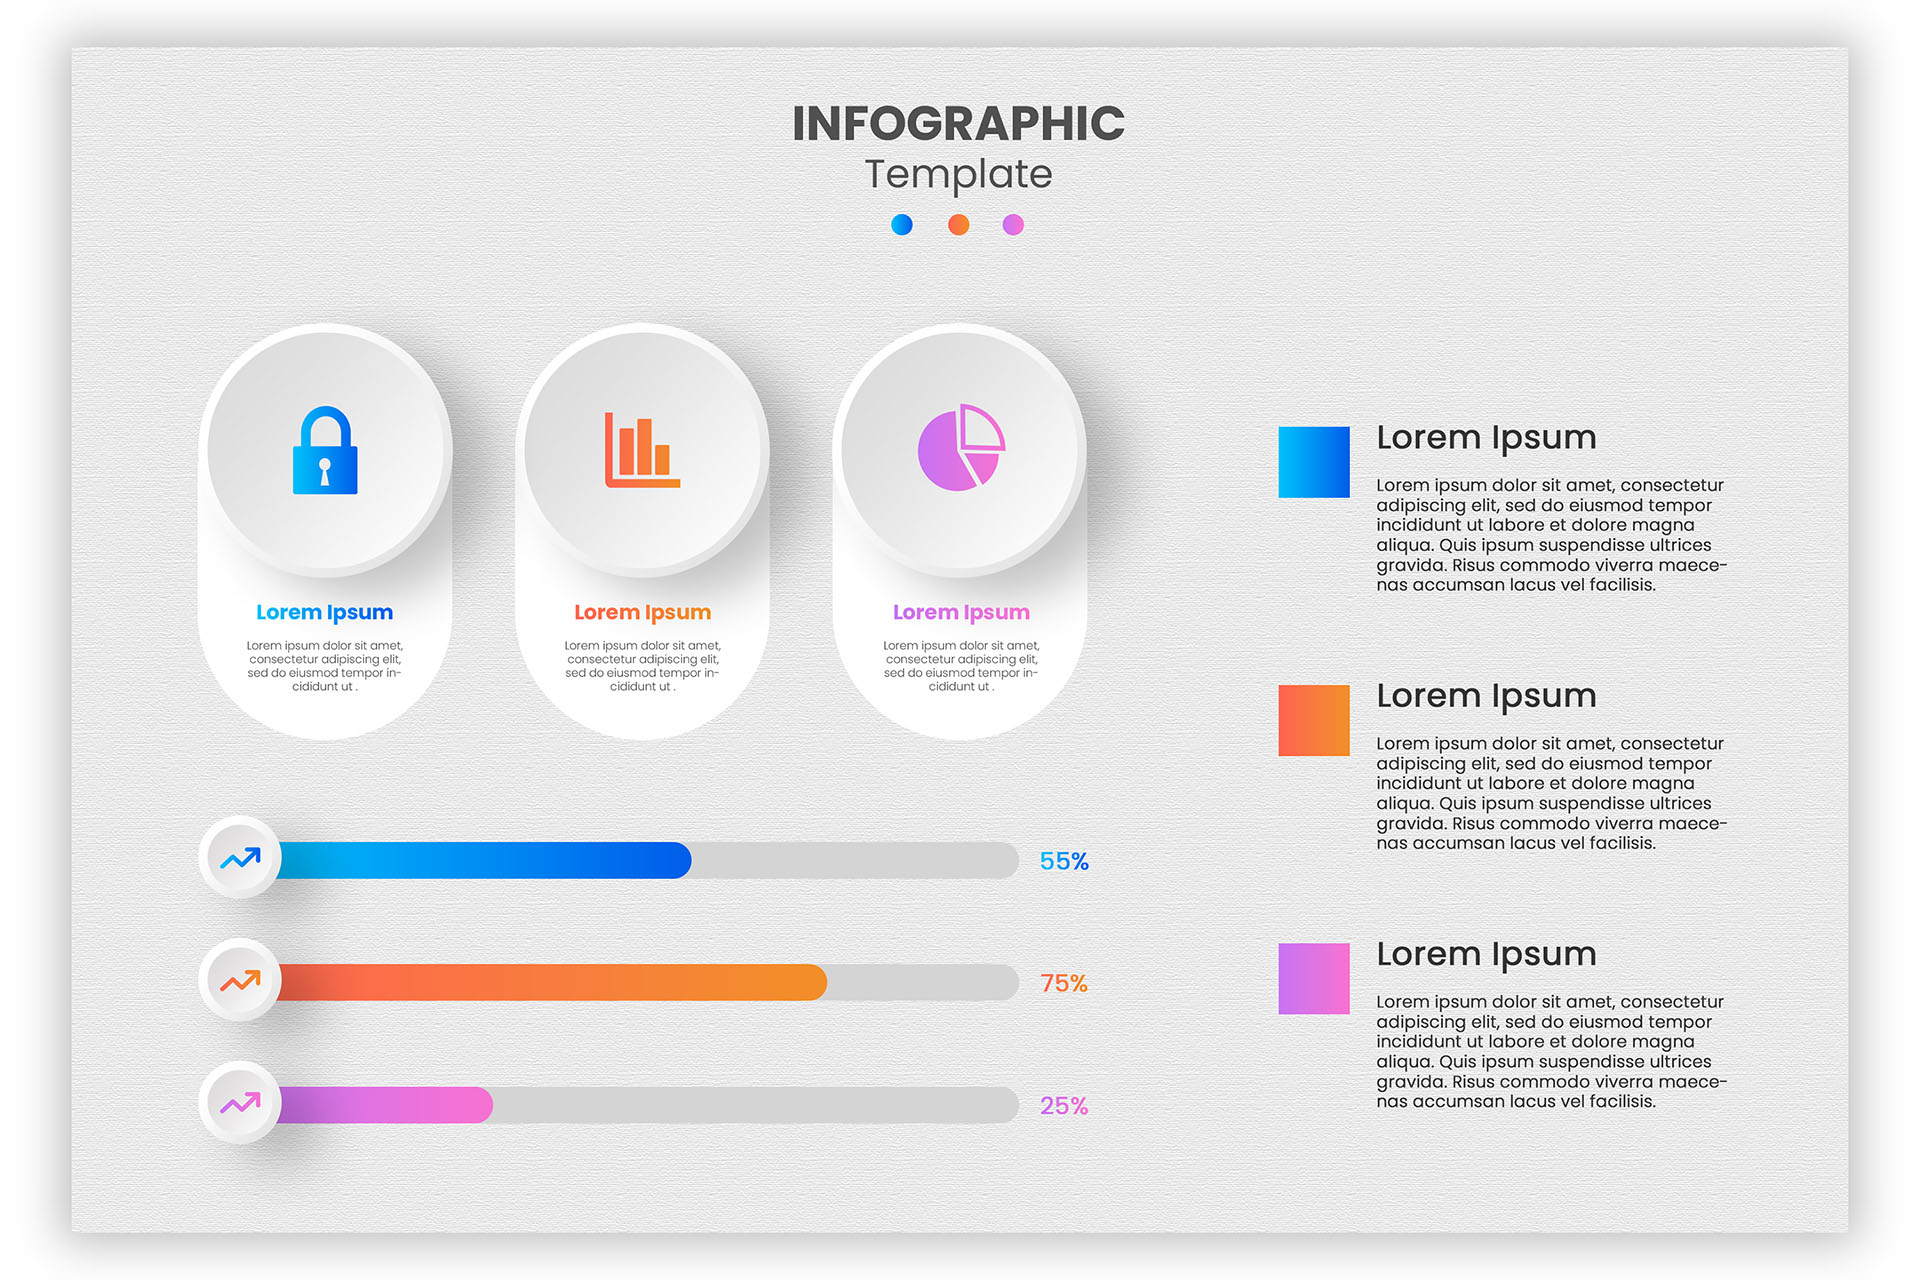 INFOGRAPHIC
Template
Lorem Ipsum
Lorem ipsum dolor sit amet,
consectetur adipiscing elit,
sed do eiusmod tempor in-
cididunt ut .
Lorem Ipsum
Lorem ipsum dolor sit amet,
consectetur adipiscing elit,
sed do eiusmod tempor in-
cididunt ut .
Lorem Ipsum
Lorem ipsum dolor sit amet,
consectetur adipiscing elit,
sed do eiusmod tempor in-
cididunt ut .
55%
75%
25%
Lorem Ipsum
Lorem ipsum dolor sit amet, consectetur
adipiscing elit, sed do eiusmod tempor
incididunt ut labore et dolore magna
aliqua. Quis ipsum suspendisse ultrices
gravida. Risus commodo viverra maece-
nas accumsan lacus vel facilisis.
Lorem Ipsum
Lorem ipsum dolor sit amet, consectetur
adipiscing elit, sed do eiusmod tempor
incididunt ut labore et dolore magna
aliqua. Quis ipsum suspendisse ultrices
gravida. Risus commodo viverra maece-
nas accumsan lacus vel facilisis.
Lorem Ipsum
Lorem ipsum dolor sit amet, consectetur
adipiscing elit, sed do eiusmod tempor
incididunt ut labore et dolore magna
aliqua. Quis ipsum suspendisse ultrices
gravida. Risus commodo viverra maece-
nas accumsan lacus vel facilisis.